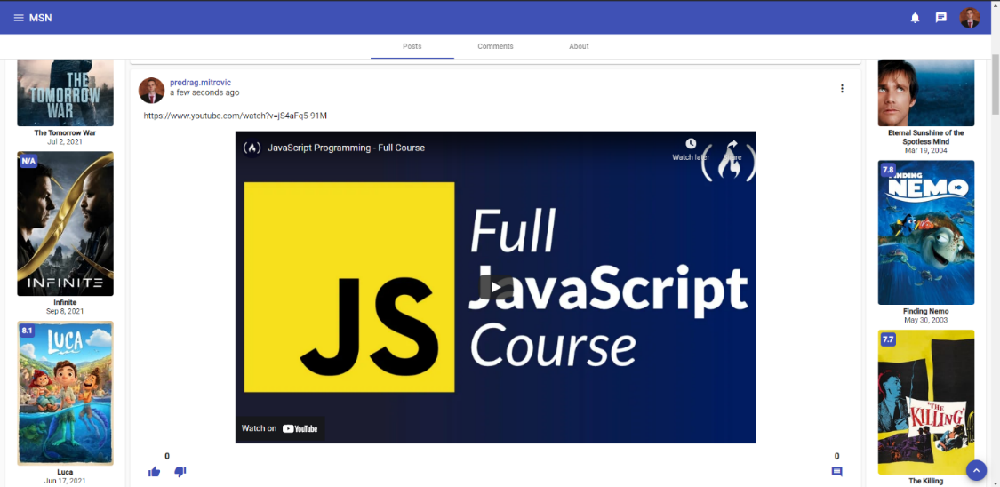 MSN
Posts
Comments
About
THE
TOMORROW
WAR
The Tomorrow War
Jul 2, 2021
N/A
INFINITE
Infinite
Sep 8, 2021
8.1
LUCA
Luca
Jun 17, 2021
predrag.mitrovic
a few seconds ago
https://www.youtube.com/watch?v=jS4aFq5-91M
JavaScript Programming - Full Course
Watch later
Share
JS
Full
JavaScript
Course
Watch on YouTube
0
0
Eternal Sunshine of the
Spotless Mind
Mar 19, 2004
7.8
FINDING
NEMO
Finding Nemo
May 30, 2003
7.7
"THE
KILLING"
The Killing